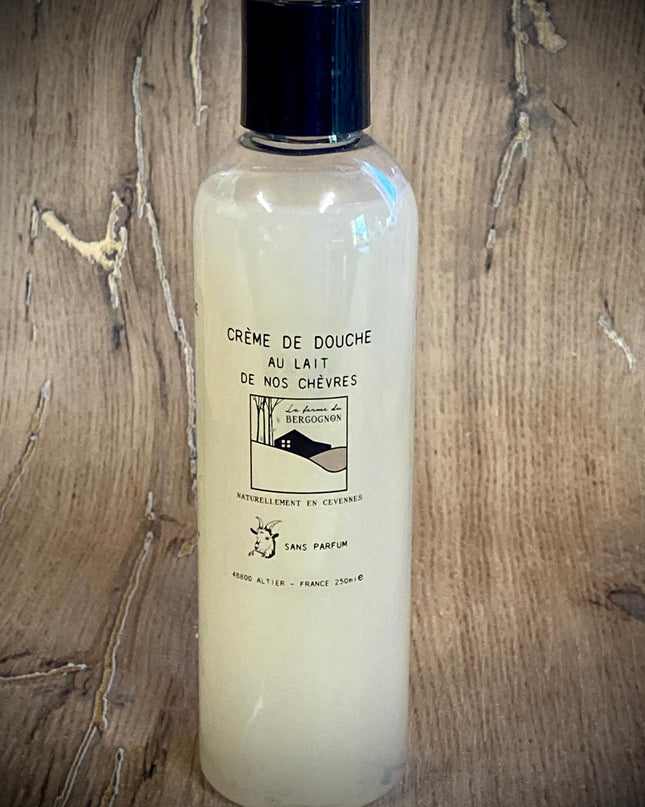 CRÈME DE DOUCHE
AU LAIT
DE NOS CHÈVRES
La ferme du
BERGOGNON
NATURELLEMENT EN CEVENNES
SANS PARFUM
48800 ALTIER - FRANCE 250ml e